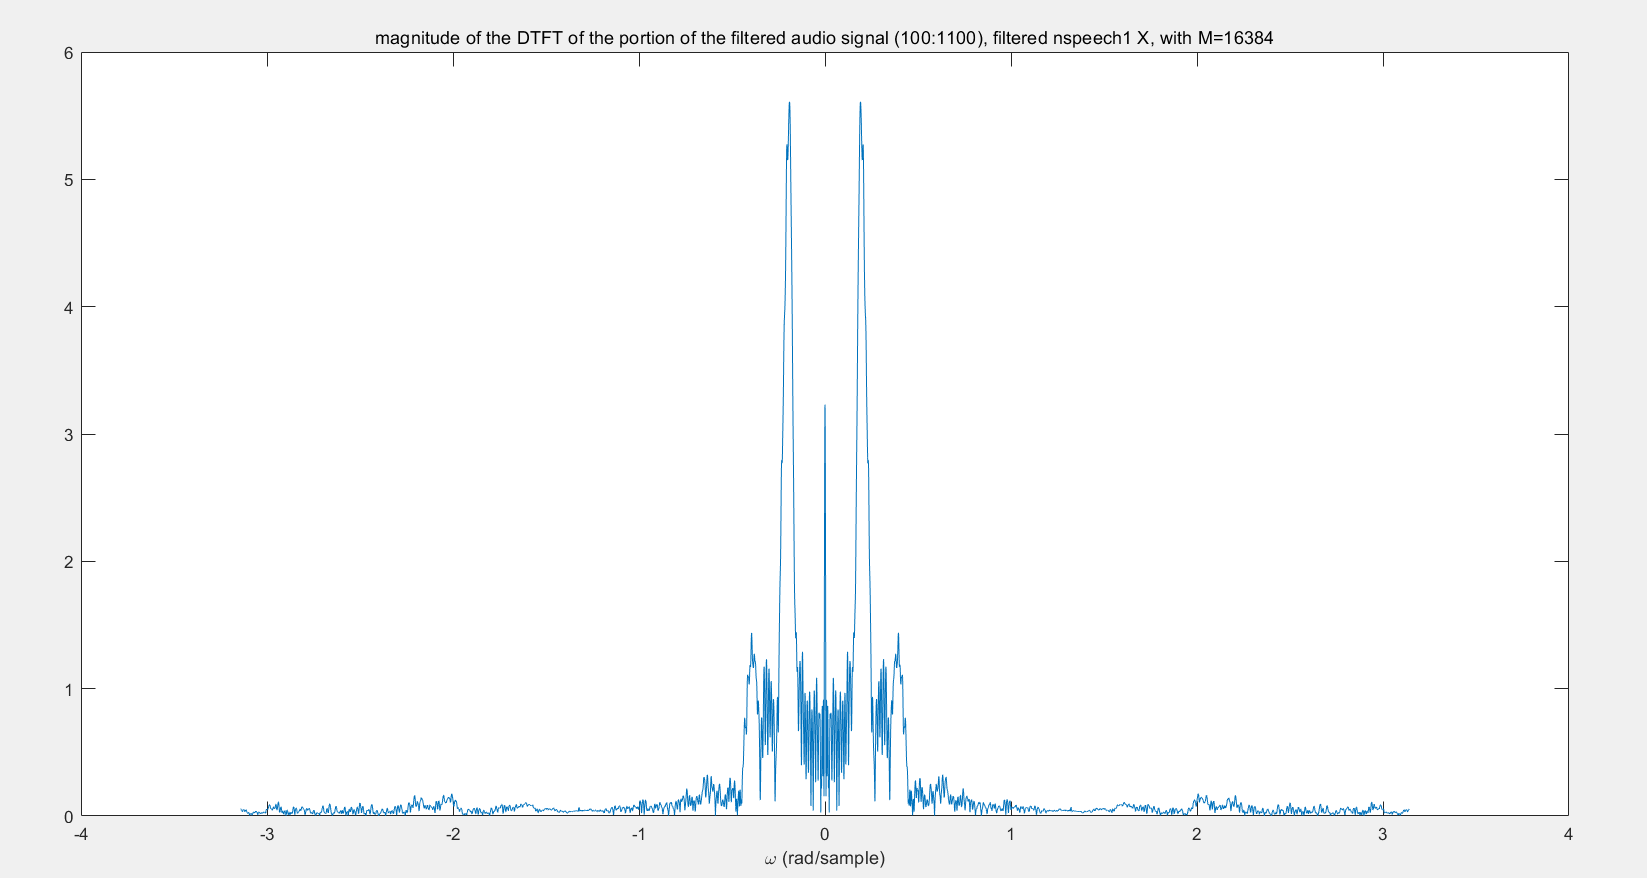 magnitude of the DTFT of the portion of the filtered audio signal (100:1100), filtered nspeech1 X, with M=16384
6
5
4
3
2
1
0
-4 -3 -2 -1 0 1 2 3 4
ω (rad/sample)